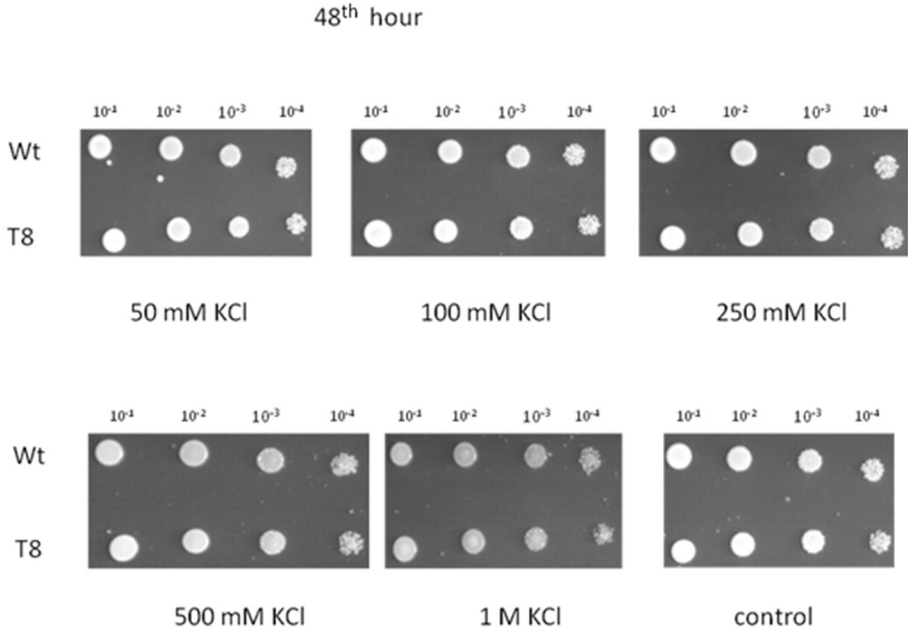 48th hour
10-1 10-2 10-3 10-4 10-1 10-2 10-3 10-4 10-1 10-2 10-3 10-4
Wt
T8
50 mM KCl 100 mM KCl 250 mM KCl
10-1 10-2 10-3 10-4 10-1 10-2 10-3 10-4 10-1 10-2 10-3 10-4
Wt
T8
500 mM KCl 1 M KCl control